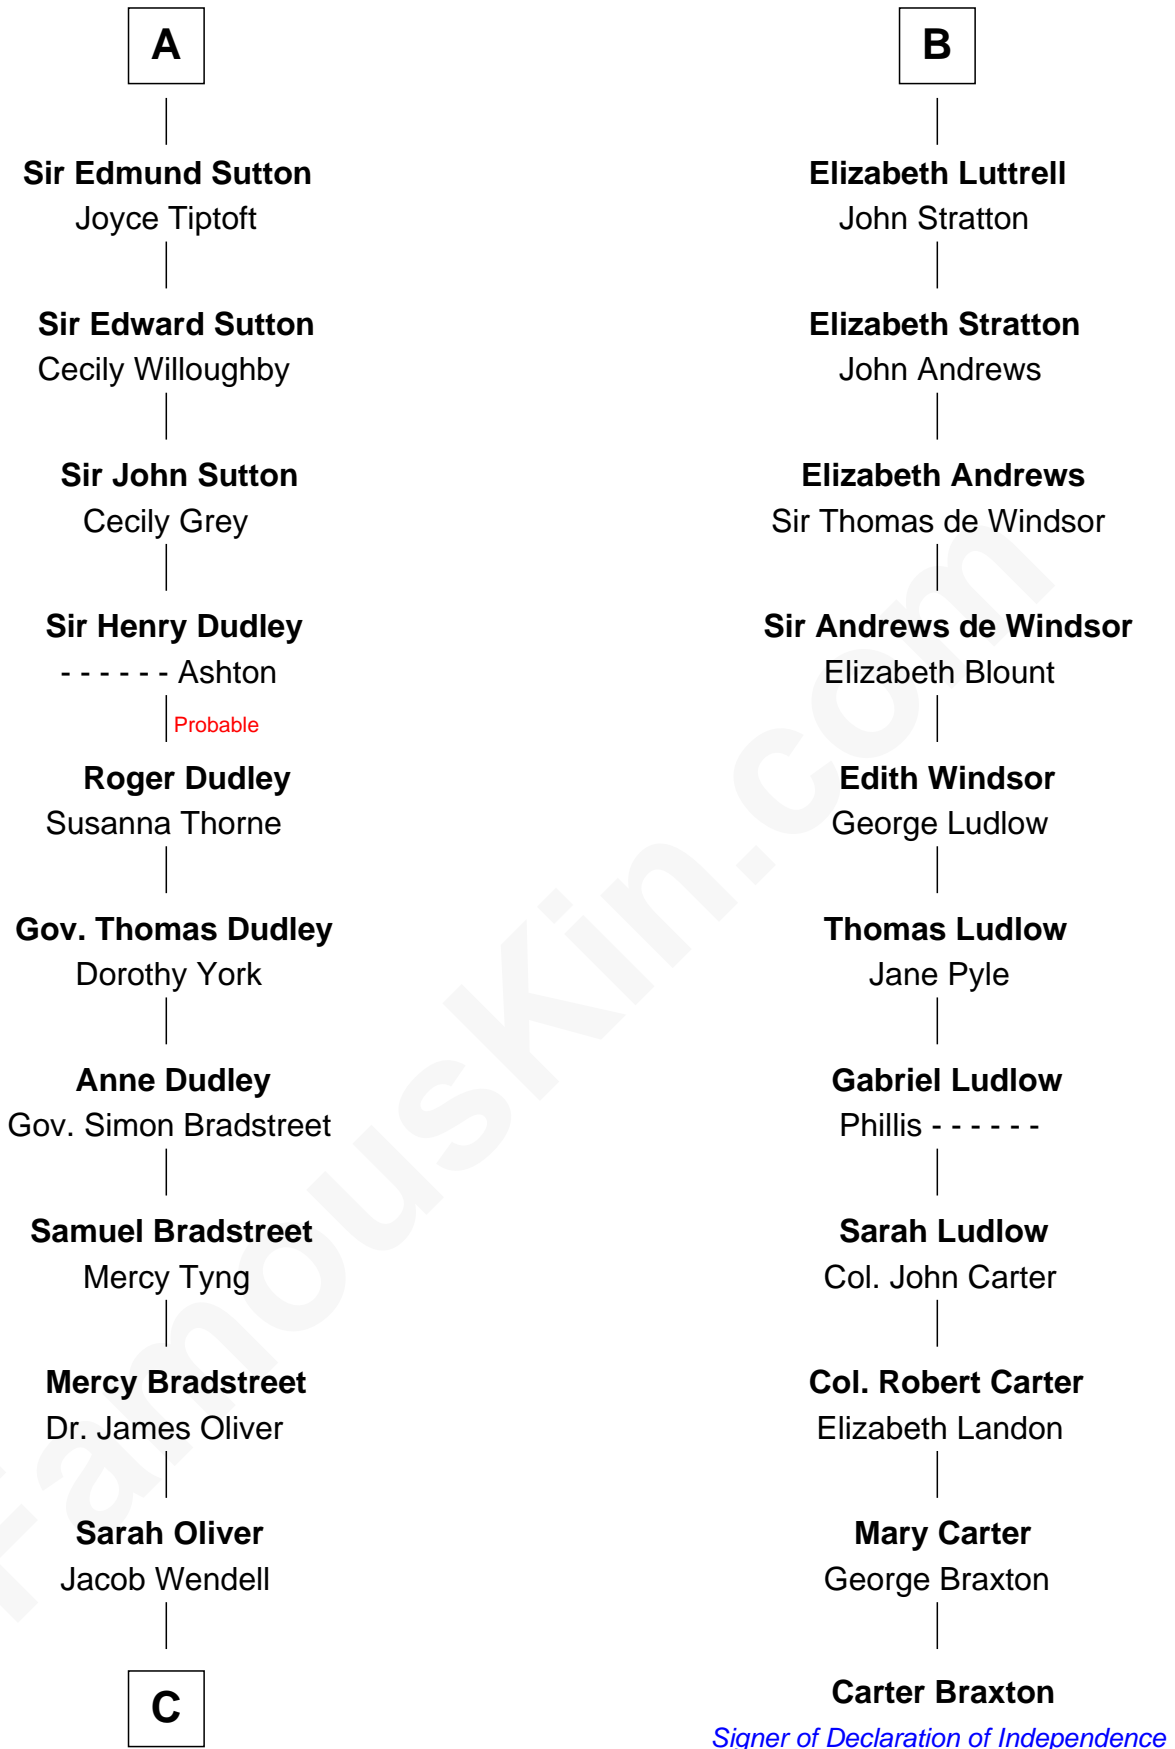 A
Sir Edmund Sutton
Joyce Tiptoft
Sir Edward Sutton
Cecily Willoughby
Sir John Sutton
Cecily Grey
Sir Henry Dudley
- - - - - - Ashton
Probable
Roger Dudley
Susanna Thorne
Gov. Thomas Dudley
Dorothy York
Anne Dudley
Gov. Simon Bradstreet
Samuel Bradstreet
Mercy Tyng
Mercy Bradstreet
Dr. James Oliver
Sarah Oliver
Jacob Wendell
C
B
Elizabeth Luttrell
John Stratton
Elizabeth Stratton
John Andrews
Elizabeth Andrews
Sir Thomas de Windsor
Sir Andrews de Windsor
Elizabeth Blount
Edith Windsor
George Ludlow
Thomas Ludlow
Jane Pyle
Gabriel Ludlow
Phillis - - - - - -
Sarah Ludlow
Col. John Carter
Col. Robert Carter
Elizabeth Landon
Mary Carter
George Braxton
Carter Braxton
Signer of Declaration of Independence
FamousKin.com